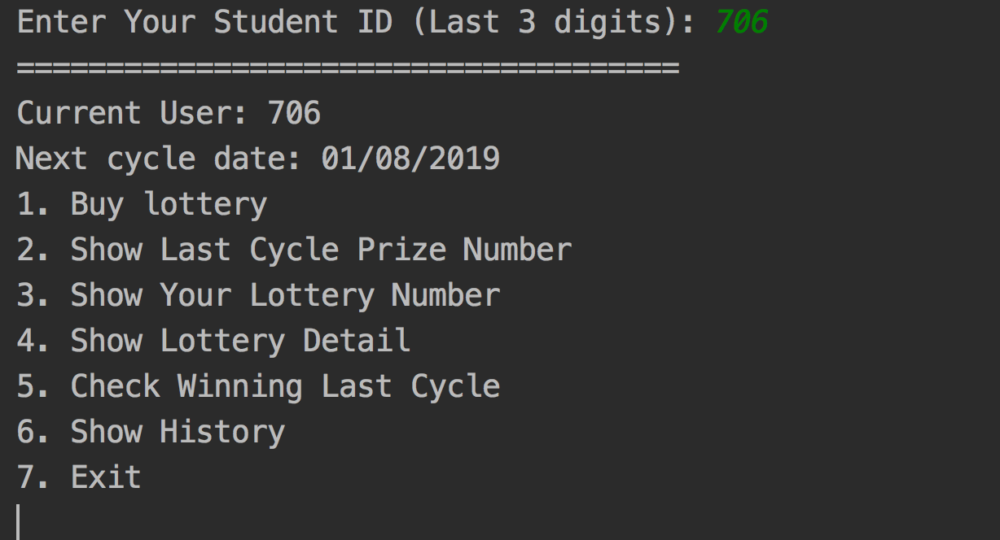 Enter Your Student ID (Last 3 digits): 706
=====================================
Current User: 706
Next cycle date: 01/08/2019
1. Buy lottery
2. Show Last Cycle Prize Number
3. Show Your Lottery Number
4. Show Lottery Detail
5. Check Winning Last Cycle
6. Show History
7. Exit